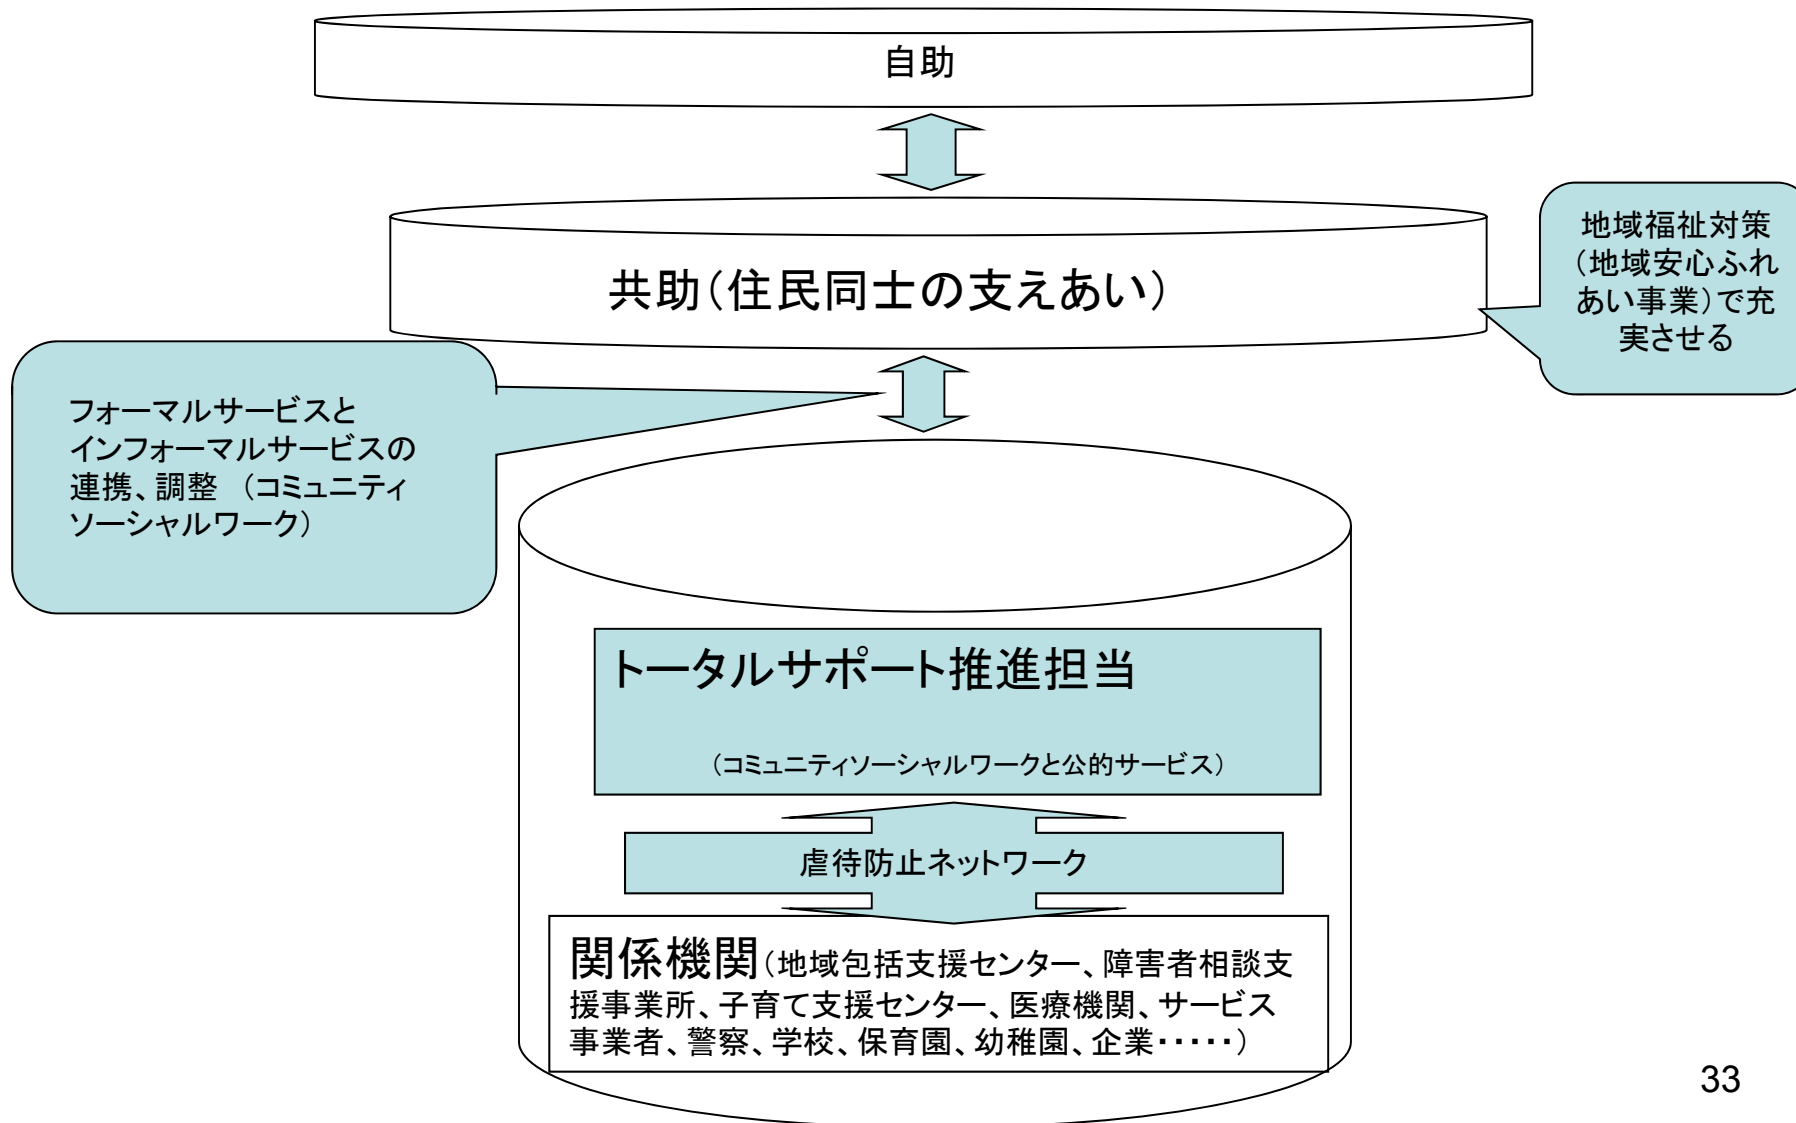 自助
共助（住民同士の支えあい）
地域福祉対策
（地域安心ふれ
あい事業）で充
実させる
フォーマルサービスと
インフォーマルサービスの
連携、調整　（コミュニティ
ソーシャルワーク）
トータルサポート推進担当
（コミュニティソーシャルワークと公的サービス）
虐待防止ネットワーク
関係機関（地域包括支援センター、障害者相談支
援事業所、子育て支援センター、医療機関、サービス
事業者、警察、学校、保育園、幼稚園、企業・・・・・）
33